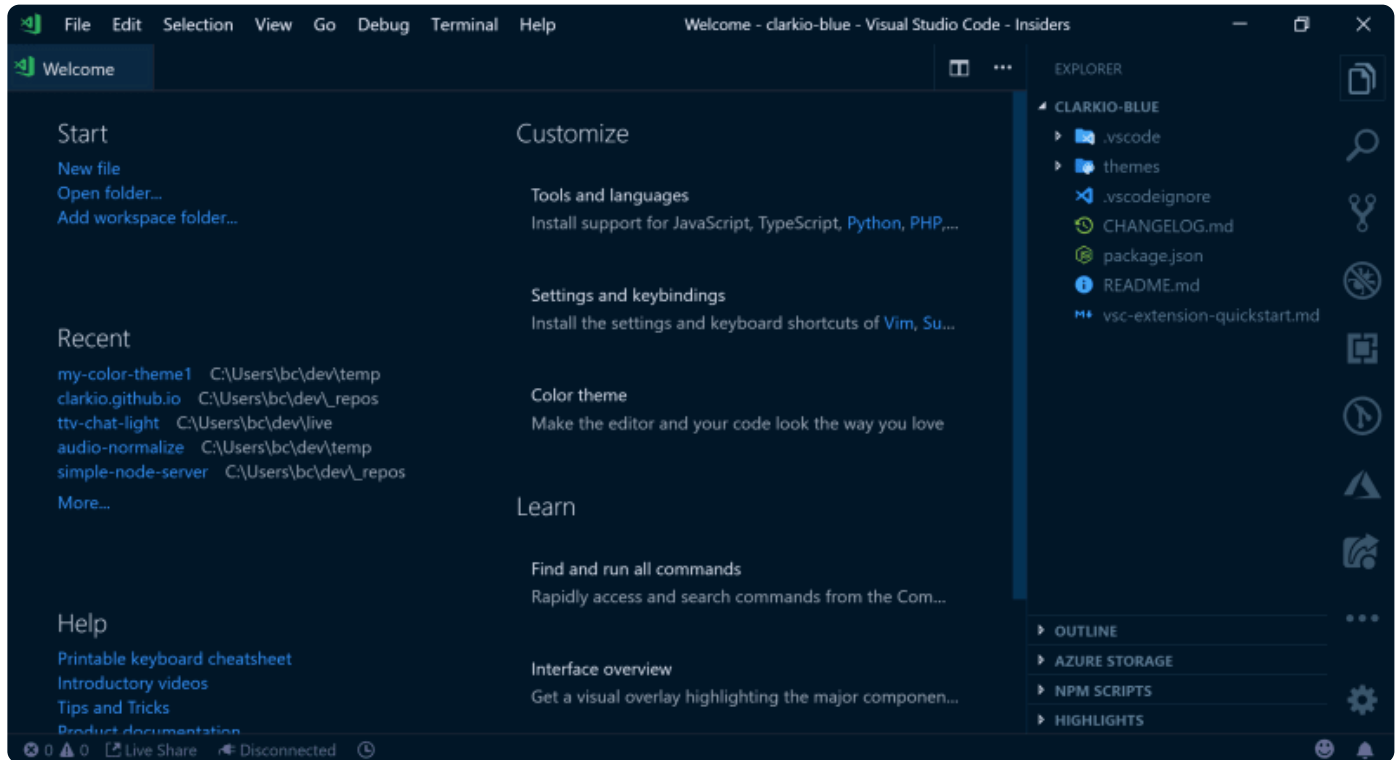 File Edit Selection View Go Debug Terminal Help Welcome - clarkio-blue - Visual Studio Code - Insiders
Welcome
Start
New file
Open folder...
Add workspace folder...
Recent
my-color-theme1 C:\Users\bc\dev\temp
clarkio.github.io C:\Users\bc\dev\_repos
ttv-chat-light C:\Users\bc\dev\live
audio-normalize C:\Users\bc\dev\temp
simple-node-server C:\Users\bc\dev\_repos
More...
Help
Printable keyboard cheatsheet
Introductory videos
Tips and Tricks
Product documentation
Customize
Tools and languages
Install support for JavaScript, TypeScript, Python, PHP,...
Settings and keybindings
Install the settings and keyboard shortcuts of Vim, Su...
Color theme
Make the editor and your code look the way you love
Learn
Find and run all commands
Rapidly access and search commands from the Com...
Interface overview
Get a visual overlay highlighting the major componen...
EXPLORER
CLARKIO-BLUE
.vscode
themes
.vscodeignore
CHANGELOG.md
package.json
README.md
M+ vsc-extension-quickstart.md
OUTLINE
AZURE STORAGE
NPM SCRIPTS
HIGHLIGHTS
0 0 Live Share Disconnected